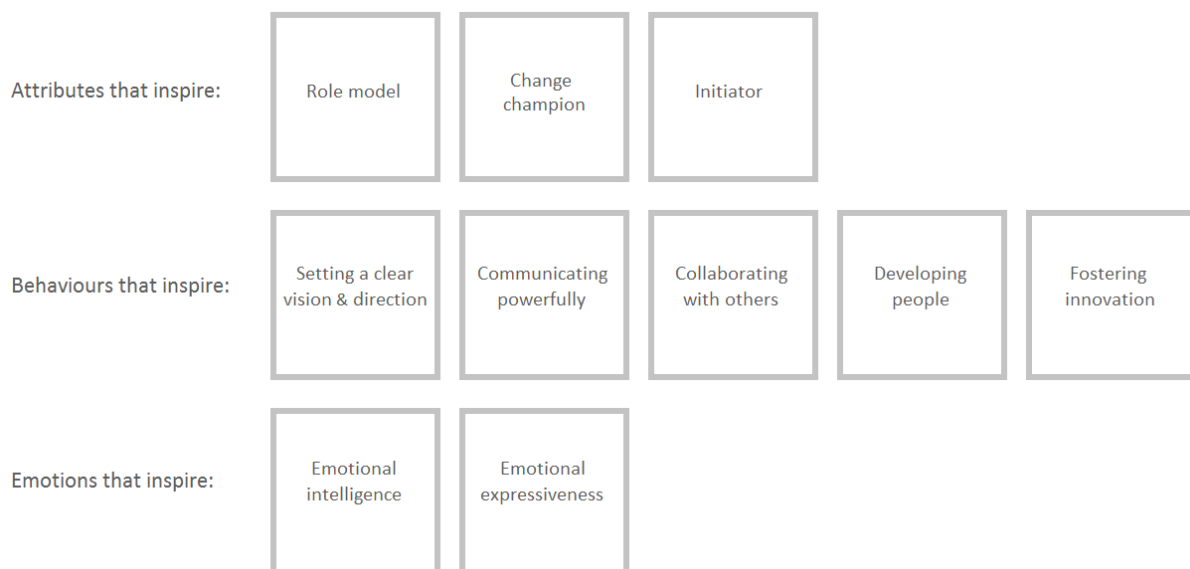 Attributes that inspire:
Role model
Change
champion
Initiator
Behaviours that inspire:
Setting a clear
vision & direction
Communicating
powerfully
Collaborating
with others
Developing
people
Fostering
innovation
Emotions that inspire:
Emotional
intelligence
Emotional
expressiveness